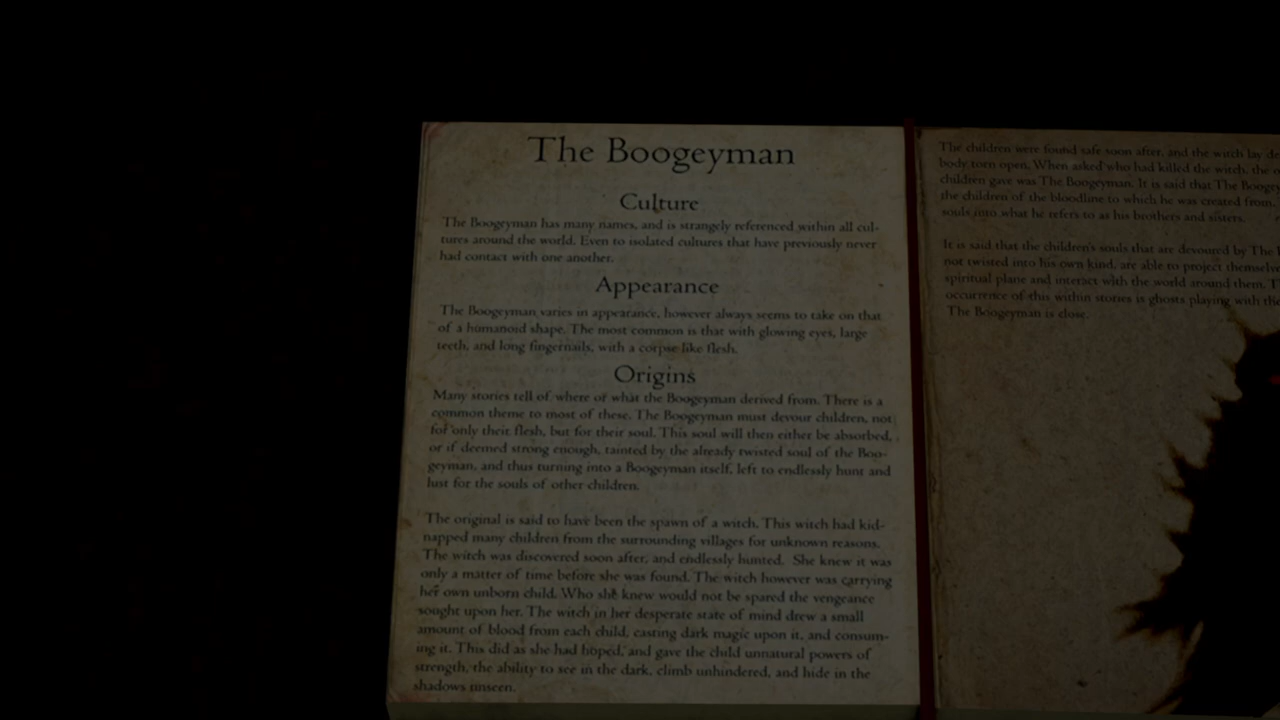 The Boogeyman
Culture
The Boogeyman has many names, and is strangely referenced within all cul-
tures around the world. Even to isolated cultures that have previously never
had contact with one another.
Appearance
The Boogeyman varies in appearance, however always seems to take on that
of a humanoid shape. The most common is that with glowing eyes, large
teeth, and long fingernails, with a corpse like flesh.
Origins
Many stories tell of where or what the Boogeyman derived from. There is a
common theme to most of these. The Boogeyman must devour children, not
for only their flesh, but for their soul. This soul will then either be absorbed,
or if deemed strong enough, tainted by the already twisted soul of the Boo-
geyman, and thus turning into a Boogeyman itself, left to endlessly hunt and
lust for the souls of other children.
The original is said to have been the spawn of a witch. This witch had kid-
napped many children from the surrounding villages for unknown reasons.
The witch was discovered soon after, and endlessly hunted. She knew it was
only a matter of time before she was found. The witch however was carrying
her own unborn child. Who she knew would not be spared the vengeance
sought upon her. The witch in her desperate state of mind drew a small
amount of blood from each child, casting dark magic upon it, and consum-
ing it. This did as she had hoped, and gave the child unnatural powers of
strength, the ability to see in the dark, climb unhindered, and hide in the
shadows unseen.
The children were found safe soon after, and the witch lay
body torn open. When asked who had killed the witch, the
children gave was The Boogeyman. It is said that The
the children of the bloodline to which he was created from,
souls into what he refers to as his brothers and sisters.
It is said that the children's souls that are devoured by The
not twisted into his own kind, are able to project
spiritual plane and interact with the world around them.
occurrence of this within stories is ghosts playing with
The Boogeyman is close.